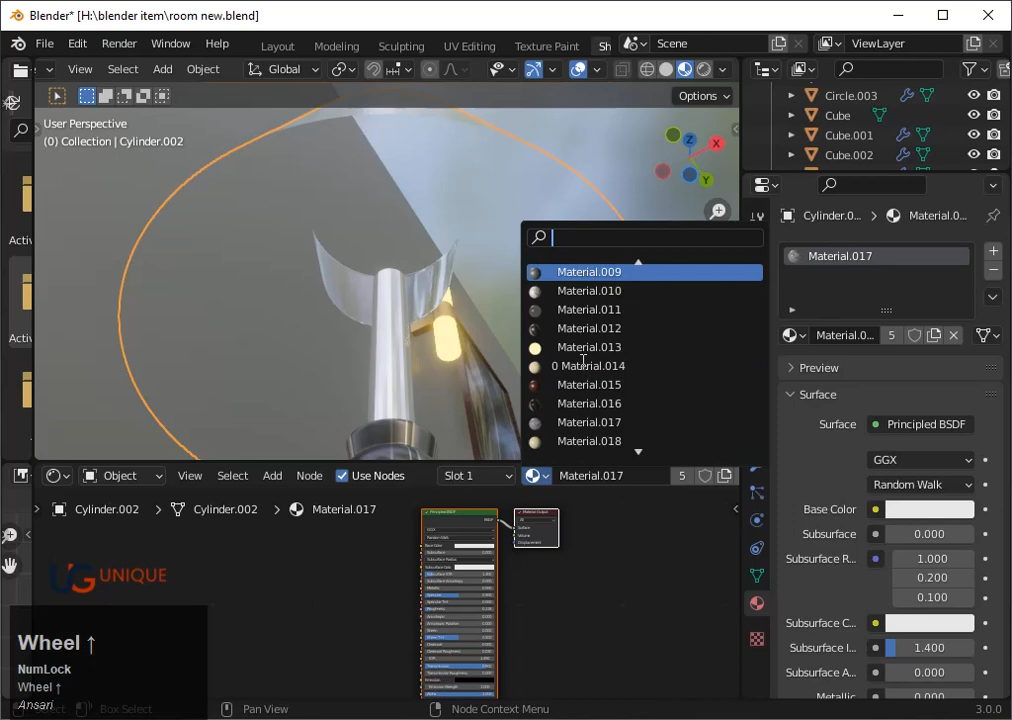 Blender* [H:\blender item\room new.blend]
File Edit Render Window Help Layout Modeling Sculpting UV Editing Texture Paint Sh Scene ViewLayer
View Select Add Object Global
Options
User Perspective
(0) Collection | Cylinder.002
Z
X
Y
Circle.003
Cube
Cube.001
Cube.002
Cylinder.0... Material.0...
Material.017
Material.0... 5
Preview
Surface
Surface Principled BSDF
GGX
Random Walk
Base Color
Subsurface 0.000
Subsurface R... 1.000
0.200
0.100
Subsurface C...
Subsurface I... 1.400
Subsurface A... 0.000
Metallic 0.000
Activ
Activ
Material.009
Material.010
Material.011
Material.012
Material.013
0 Material.014
Material.015
Material.016
Material.017
Material.018
Object View Select Add Node Use Nodes Slot 1 Material.017 5
Cylinder.002 Cylinder.002 Material.017
UG UNIQUE
Wheel ↑
NumLock
Wheel ↑
Ansari
Select Box Select Pan View Node Context Menu 3.0.0